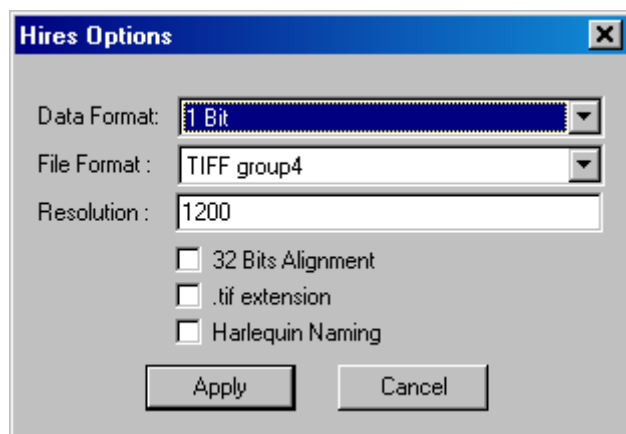 Hires Options
Data Format: 1 Bit
File Format : TIFF group4
Resolution : 1200
32 Bits Alignment
.tif extension
Harlequin Naming
Apply Cancel